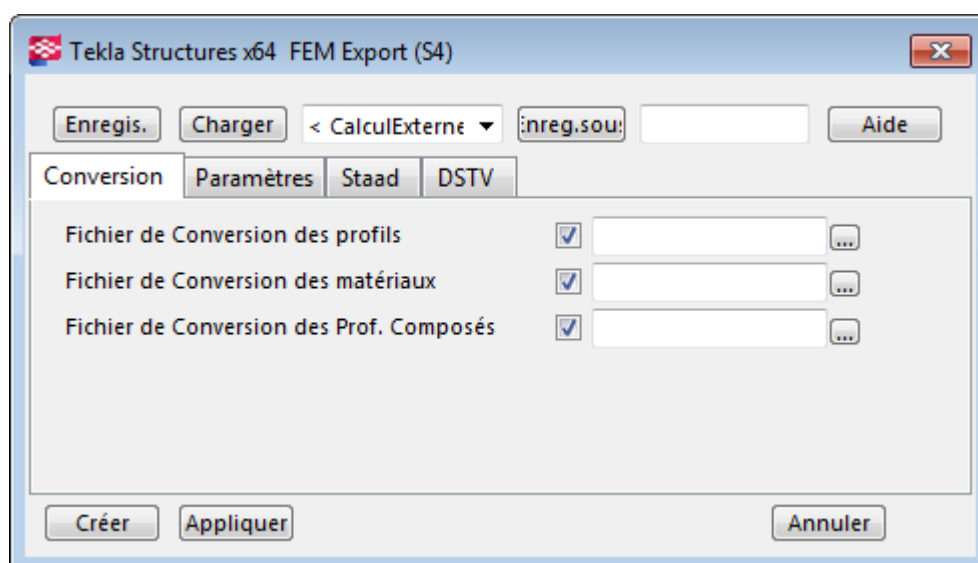 Tekla Structures x64 FEM Export (S4)
Enregis. Charger < CalculExterne Enreg.sous Aide
Conversion Paramètres Staad DSTV
Fichier de Conversion des profils ...
Fichier de Conversion des matériaux ...
Fichier de Conversion des Prof. Composés ...
Créer Appliquer Annuler